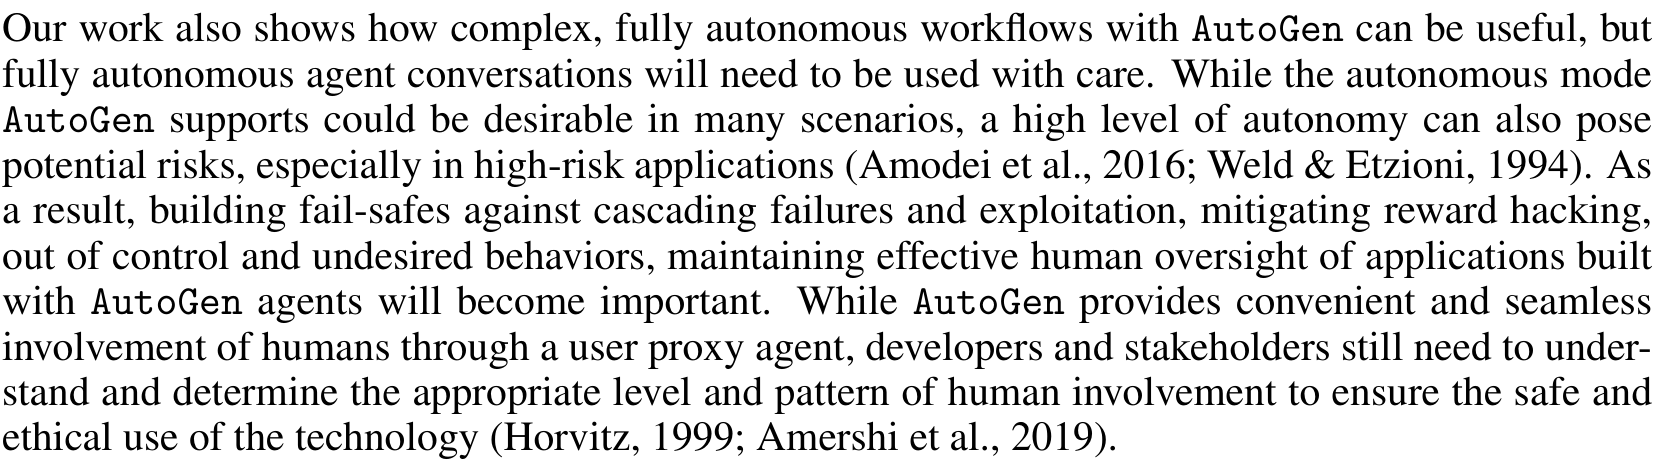 Our work also shows how complex, fully autonomous workflows with AutoGen can be useful, but
fully autonomous agent conversations will need to be used with care. While the autonomous mode
AutoGen supports could be desirable in many scenarios, a high level of autonomy can also pose
potential risks, especially in high-risk applications (Amodei et al., 2016; Weld & Etzioni, 1994). As
a result, building fail-safes against cascading failures and exploitation, mitigating reward hacking,
out of control and undesired behaviors, maintaining effective human oversight of applications built
with AutoGen agents will become important. While AutoGen provides convenient and seamless
involvement of humans through a user proxy agent, developers and stakeholders still need to under-
stand and determine the appropriate level and pattern of human involvement to ensure the safe and
ethical use of the technology (Horvitz, 1999; Amershi et al., 2019).